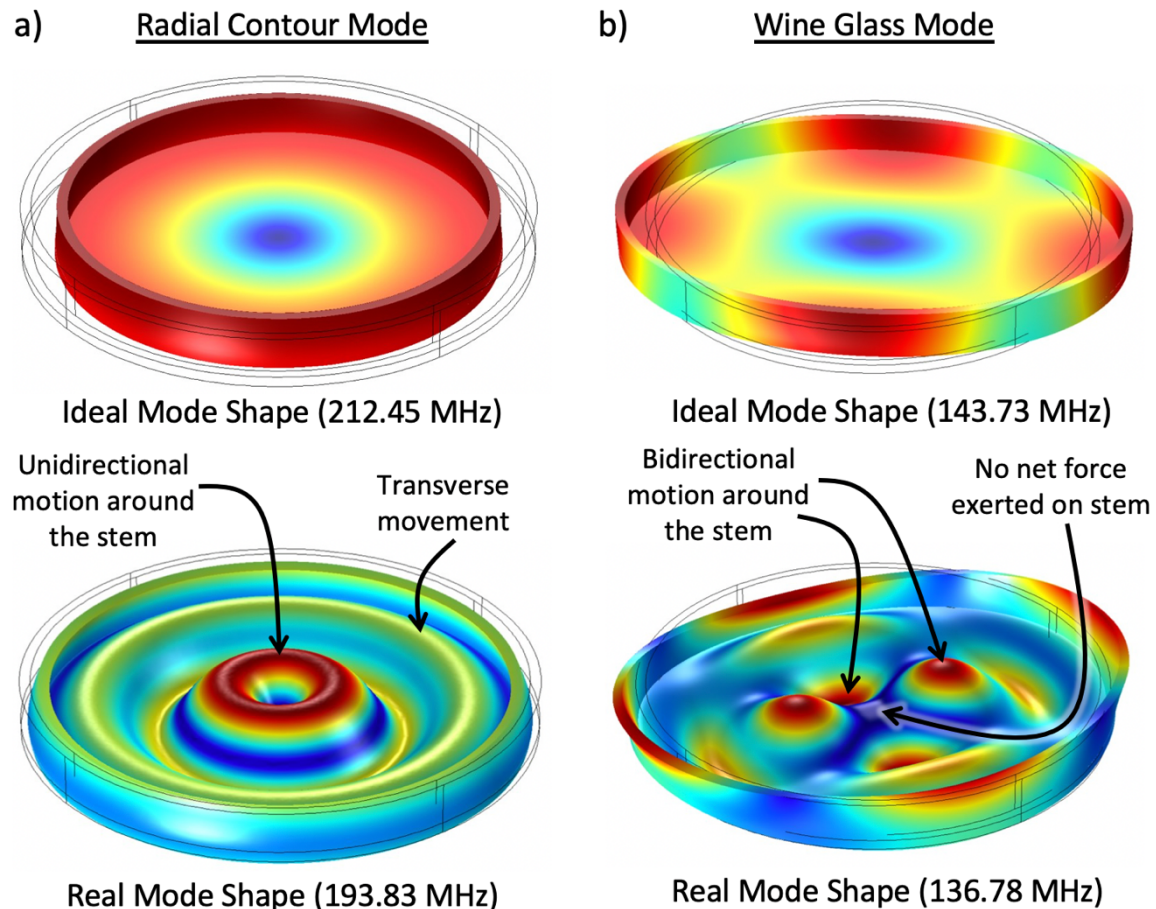 a)
Radial Contour Mode
Ideal Mode Shape (212.45 MHz)
Unidirectional
motion around
the stem
Transverse
movement
Real Mode Shape (193.83 MHz)
b)
Wine Glass Mode
Ideal Mode Shape (143.73 MHz)
Bidirectional
motion around
the stem
No net force
exerted on stem
Real Mode Shape (136.78 MHz)